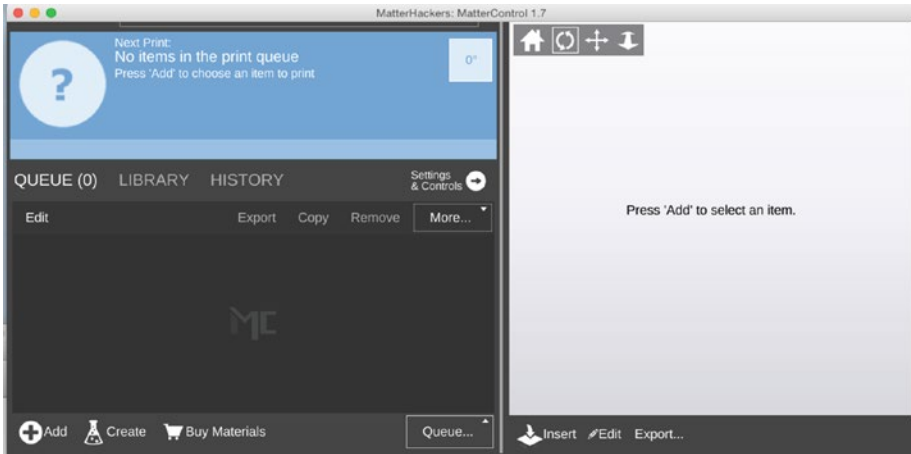 MatterHackers: MatterControl 1.7
Next Print:
No items in the print queue
Press 'Add' to choose an item to print
?
0°
QUEUE (0) LIBRARY HISTORY
Settings
& Controls
Edit Export Copy Remove More...
MC
Add Create Buy Materials Queue...
Press 'Add' to select an item.
Insert Edit Export...